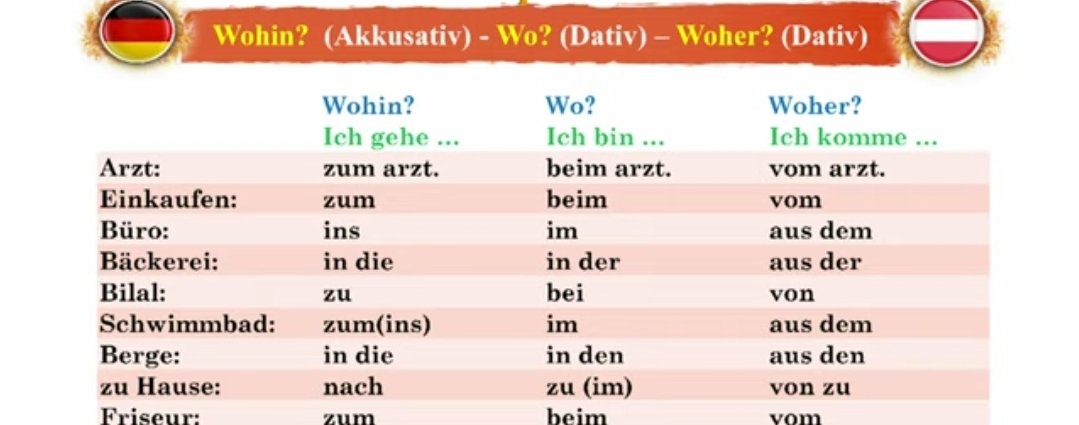 Wohin? (Akkusativ) - Wo? (Dativ) – Woher? (Dativ)
Wohin? Wo? Woher?
Ich gehe ... Ich bin ... Ich komme ...
Arzt: zum arzt. beim arzt. vom arzt.
Einkaufen: zum beim vom
Büro: ins im aus dem
Bäckerei: in die in der aus der
Bilal: zu bei von
Schwimmbad: zum(ins) im aus dem
Berge: in die in den aus den
zu Hause: nach zu (im) von zu
Friseur: zum beim vom